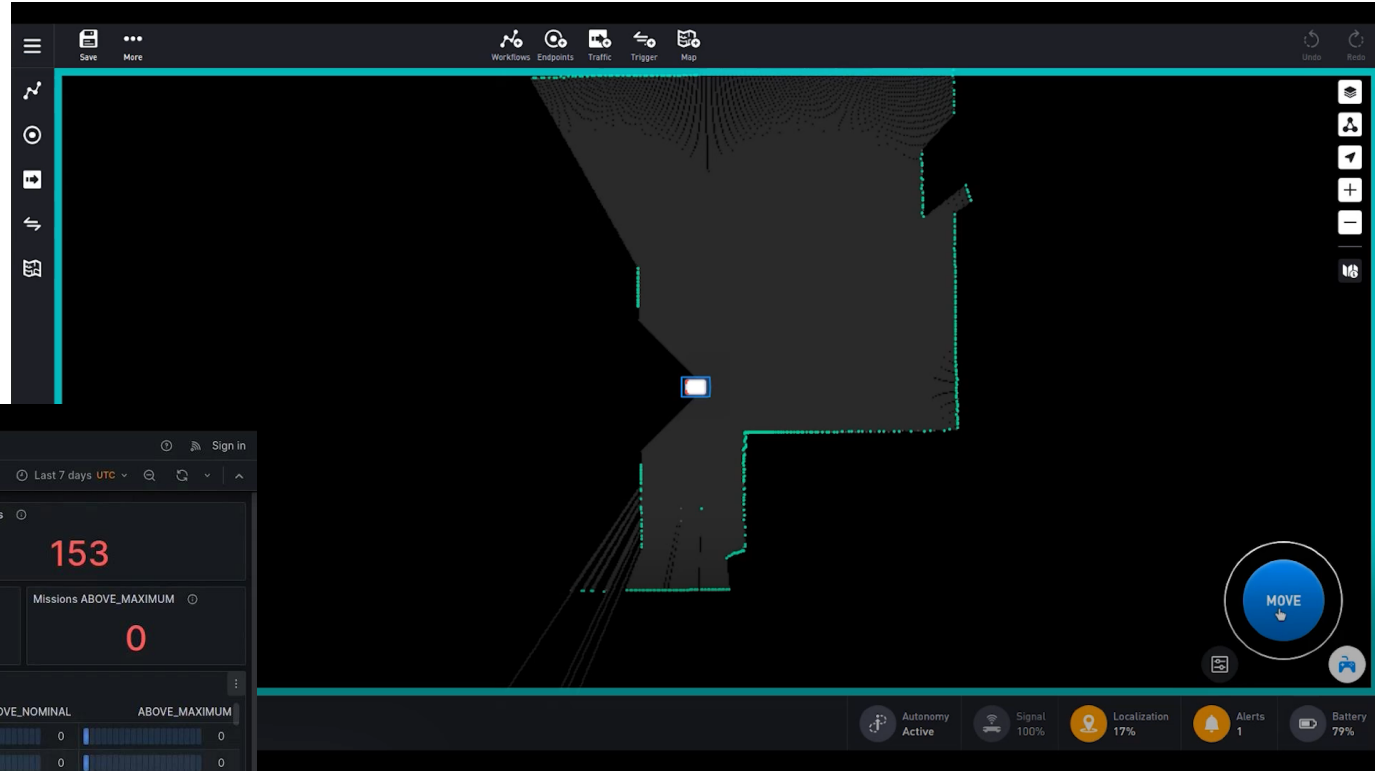 Save
More
Workflows
Endpoints
Traffic
Trigger
Map
Undo
Redo
Sign in
Last 7 days UTC
s
153
Missions ABOVE_MAXIMUM
0
OVE_NOMINAL ABOVE_MAXIMUM
0 0
0 0
MOVE
Autonomy
Active
Signal
100%
Localization
17%
Alerts
1
Battery
79%